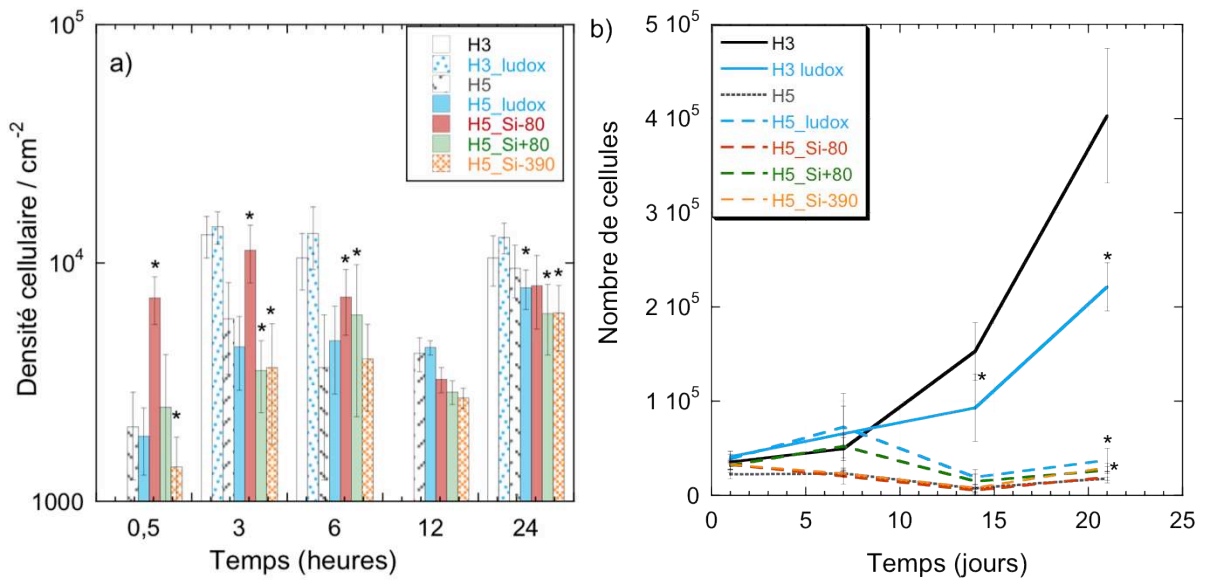 a)
10^5
10^4
1000
Densité cellulaire / cm^-2
H3
H3_ludox
H5
H5_ludox
H5_Si-80
H5_Si+80
H5_Si-390
*
*
*
*
*
*
*
*
*
*
0,5 3 6 12 24
Temps (heures)
b)
5 10^5
4 10^5
3 10^5
2 10^5
1 10^5
0
Nombre de cellules
H3
H3 ludox
H5
H5_ludox
H5_Si-80
H5_Si+80
H5_Si-390
*
*
*
*
0 5 10 15 20 25
Temps (jours)